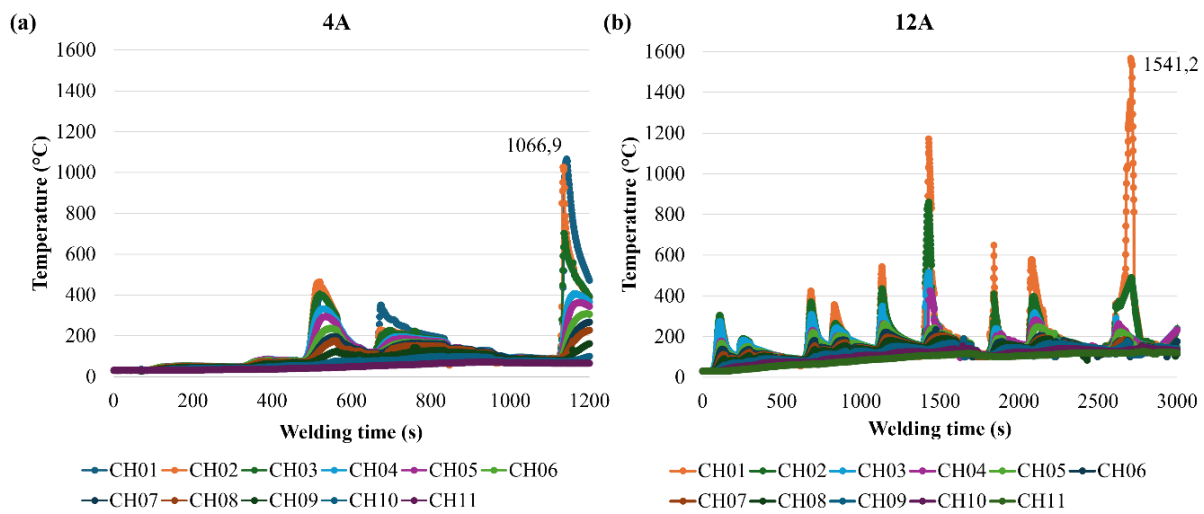 (a)
4A
1600
1400
1200
1000
800
600
400
200
0
Temperature (°C)
1066,9
0 200 400 600 800 1000 1200
Welding time (s)
CH01 CH02 CH03 CH04 CH05 CH06
CH07 CH08 CH09 CH10 CH11
(b)
12A
1600
1400
1200
1000
800
600
400
200
0
Temperature (°C)
1541,2
0 500 1000 1500 2000 2500 3000
Welding time (s)
CH01 CH02 CH03 CH04 CH05 CH06
CH07 CH08 CH09 CH10 CH11